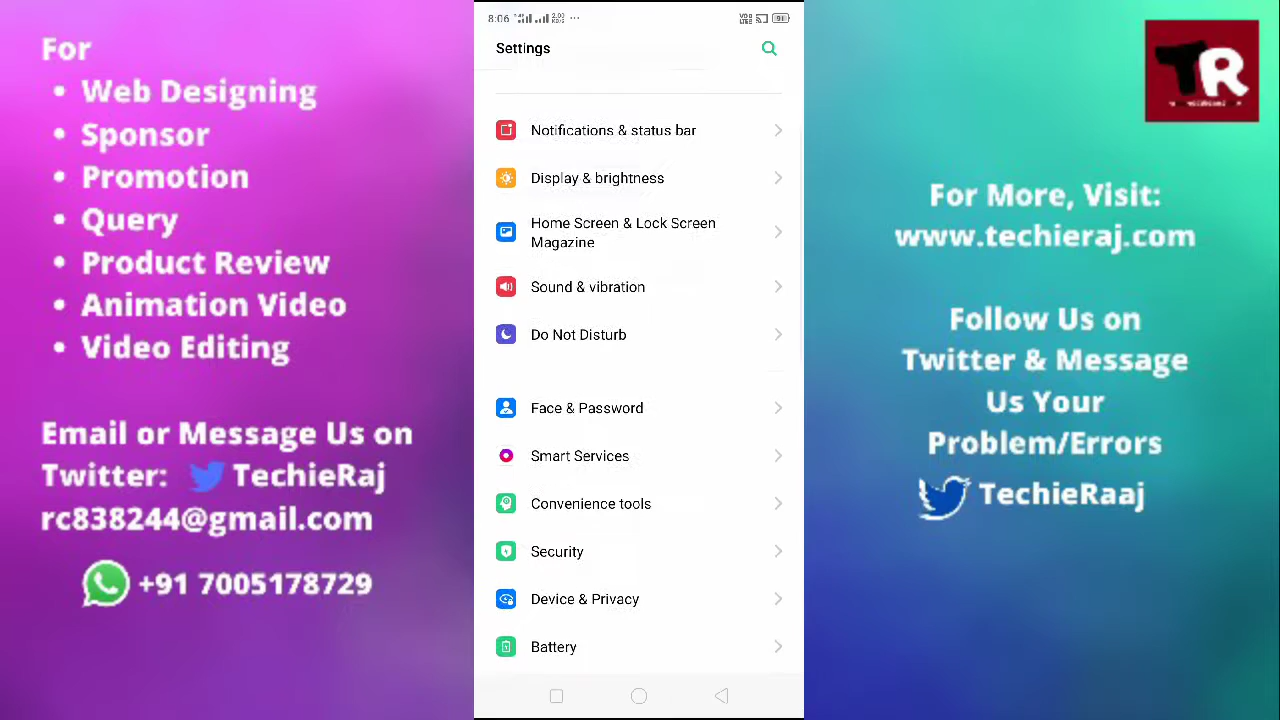 For
• Web Designing
• Sponsor
• Promotion
• Query
• Product Review
• Animation Video
• Video Editing
Email or Message Us on
Twitter: TechieRaj
rc838244@gmail.com
+91 7005178729
8:06
Settings
Notifications & status bar
Display & brightness
Home Screen & Lock Screen
Magazine
Sound & vibration
Do Not Disturb
Face & Password
Smart Services
Convenience tools
Security
Device & Privacy
Battery
TR
For More, Visit:
www.techieraj.com
Follow Us on
Twitter & Message
Us Your
Problem/Errors
TechieRaaj